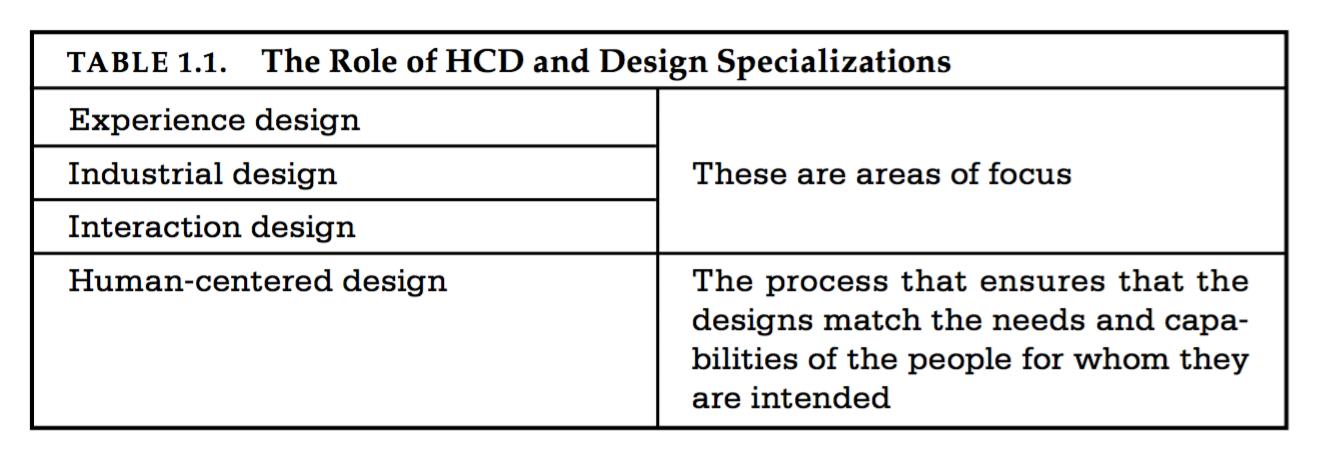 TABLE 1.1. The Role of HCD and Design Specializations
Experience design
Industrial design
Interaction design
These are areas of focus
Human-centered design
The process that ensures that the
designs match the needs and capa-
bilities of the people for whom they
are intended